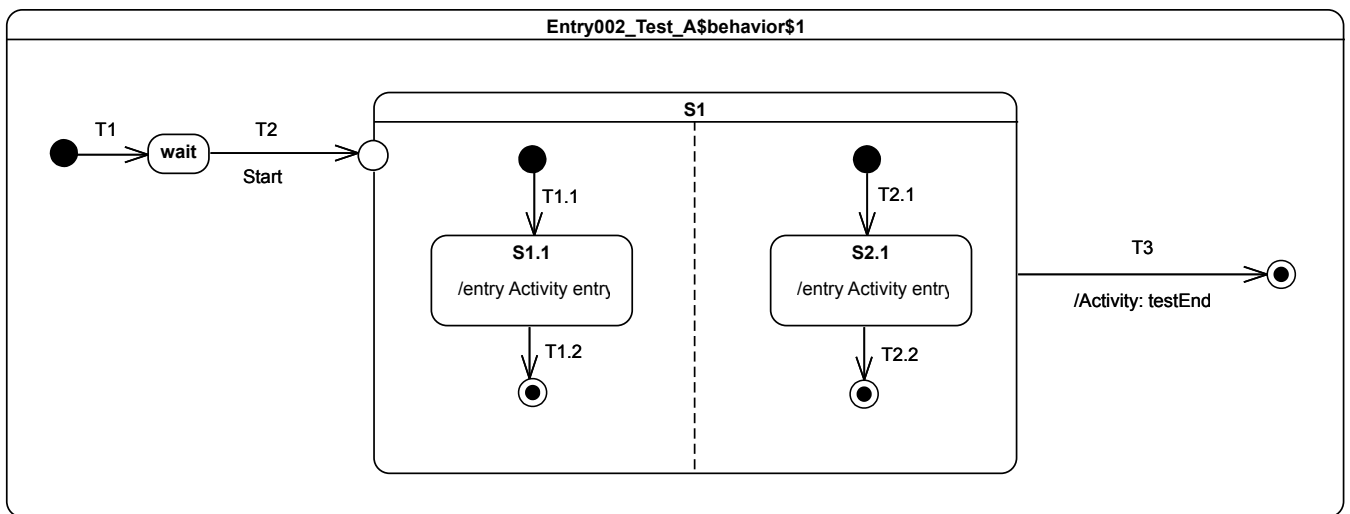 Entry002_Test_A$behavior$1
S1
T1
T2
wait
Start
T1.1
T2.1
S1.1
S2.1
/entry Activity entry
/entry Activity entry
T3
/Activity: testEnd
T1.2
T2.2